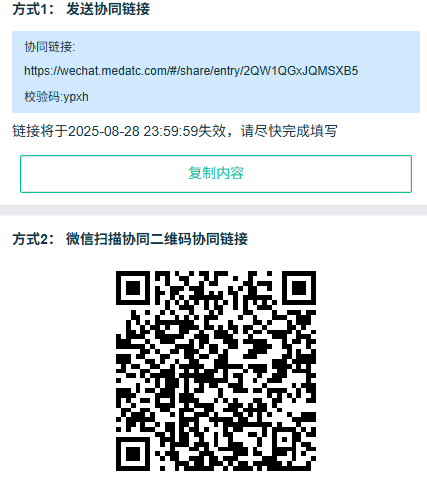 方式1： 发送协同链接
协同链接:
https://wechat.medatc.com/#/share/entry/2QW1QGxJQMSXB5
校验码:ypxh
链接将于2025-08-28 23:59:59失效，请尽快完成填写
复制内容
方式2： 微信扫描协同二维码协同链接